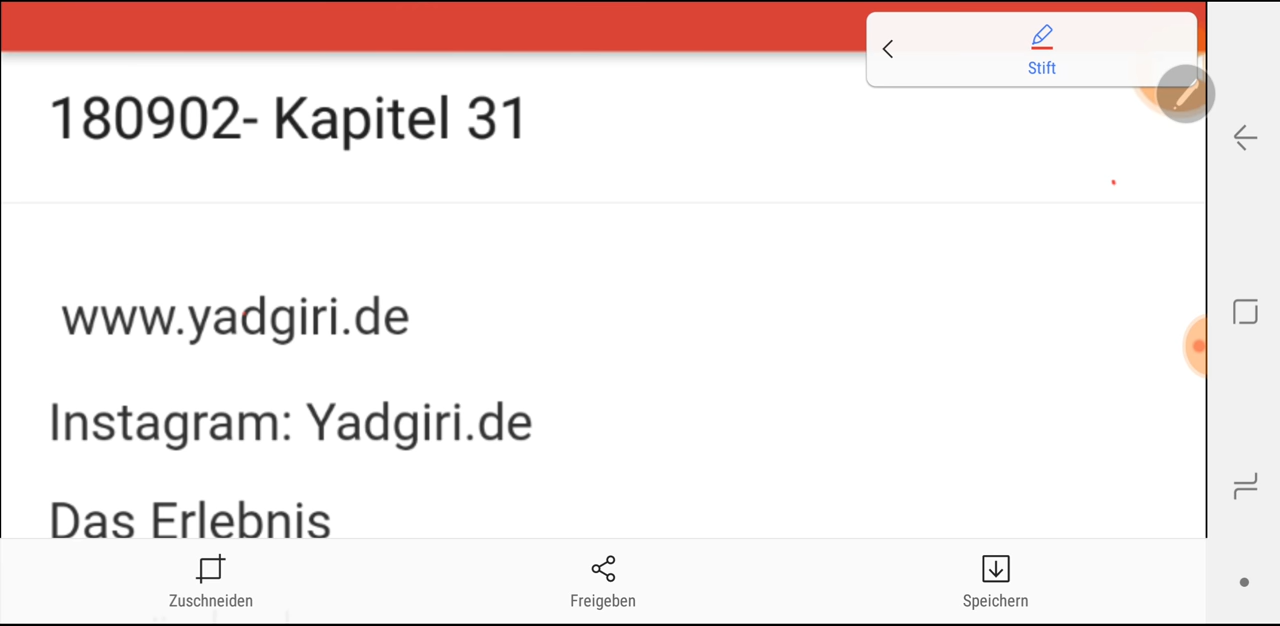 Stift
180902- Kapitel 31
www.yadgiri.de
Instagram: Yadgiri.de
Das Erlebnis
Zuschneiden
Freigeben
Speichern